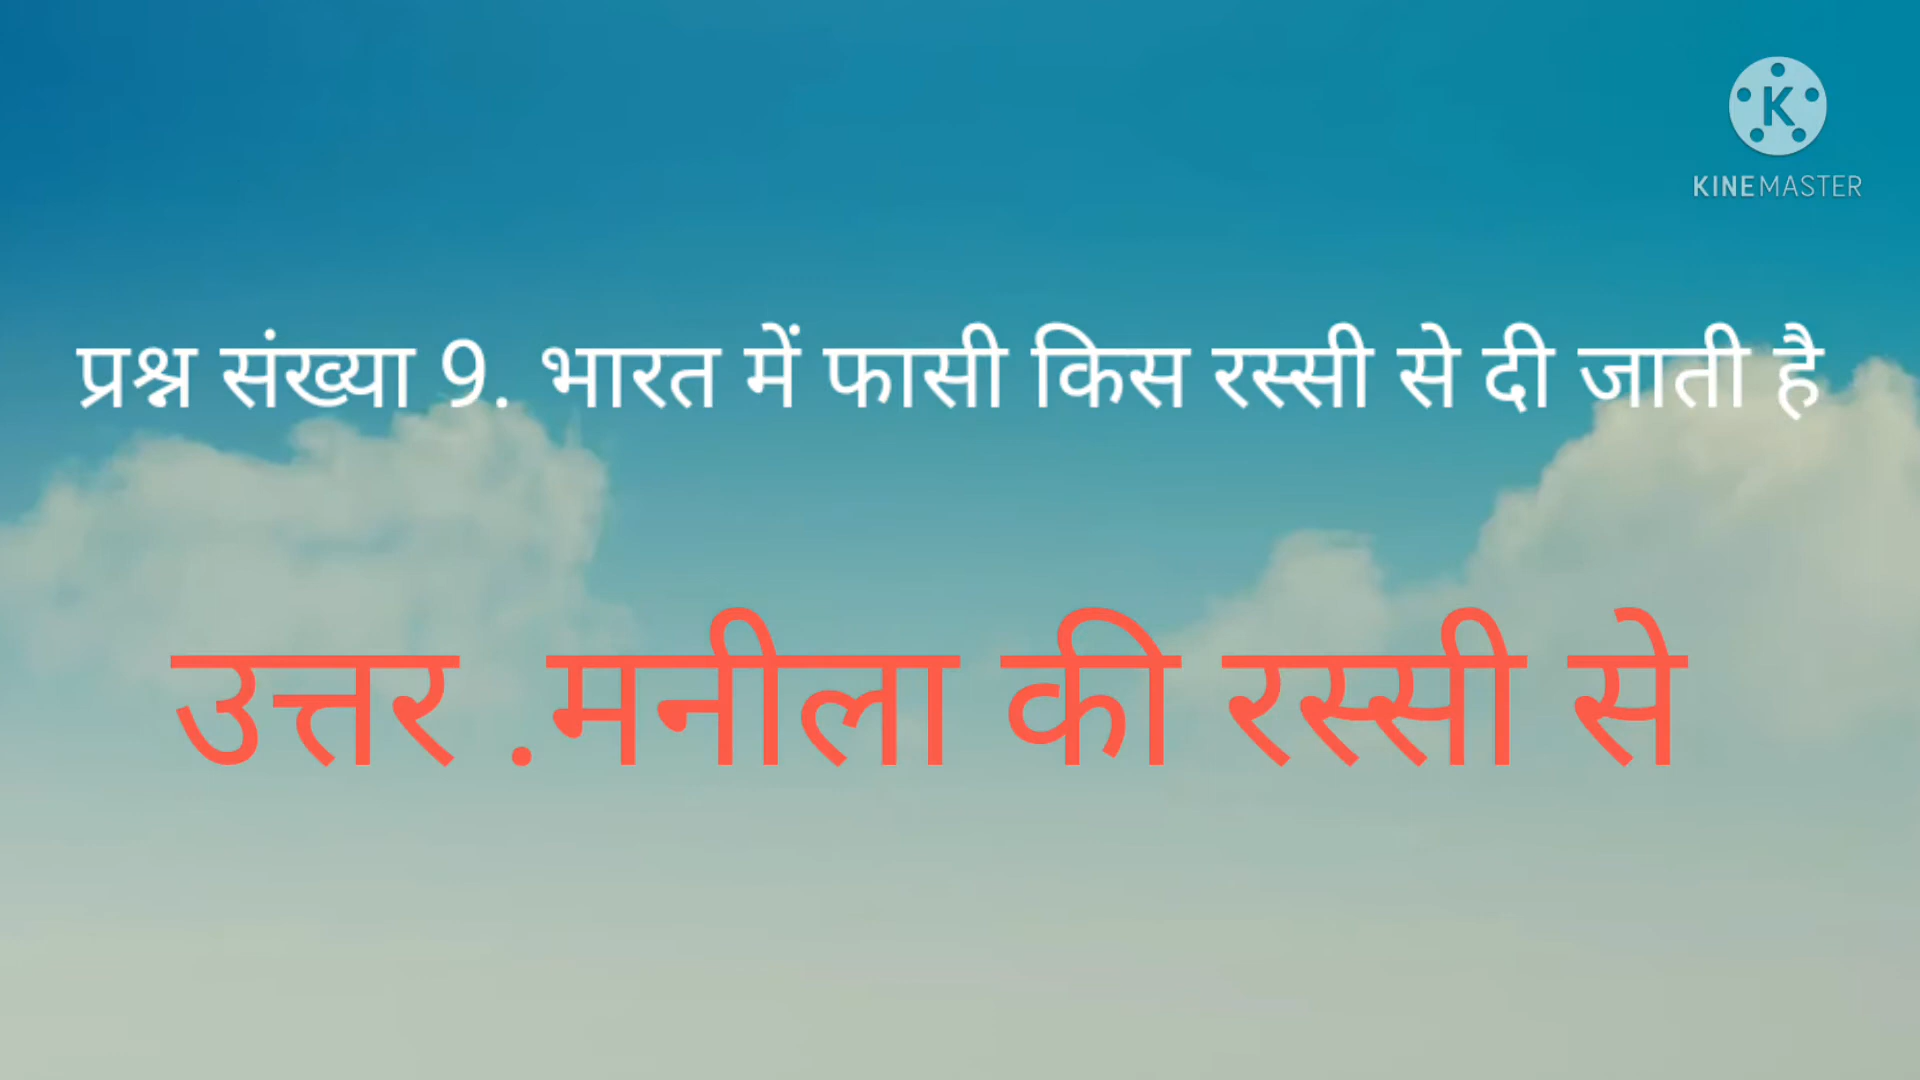 K
KINEMASTER
प्रश्न संख्या 9. भारत में फासी किस रस्सी से दी जाती है
उत्तर .मनीला की रस्सी से